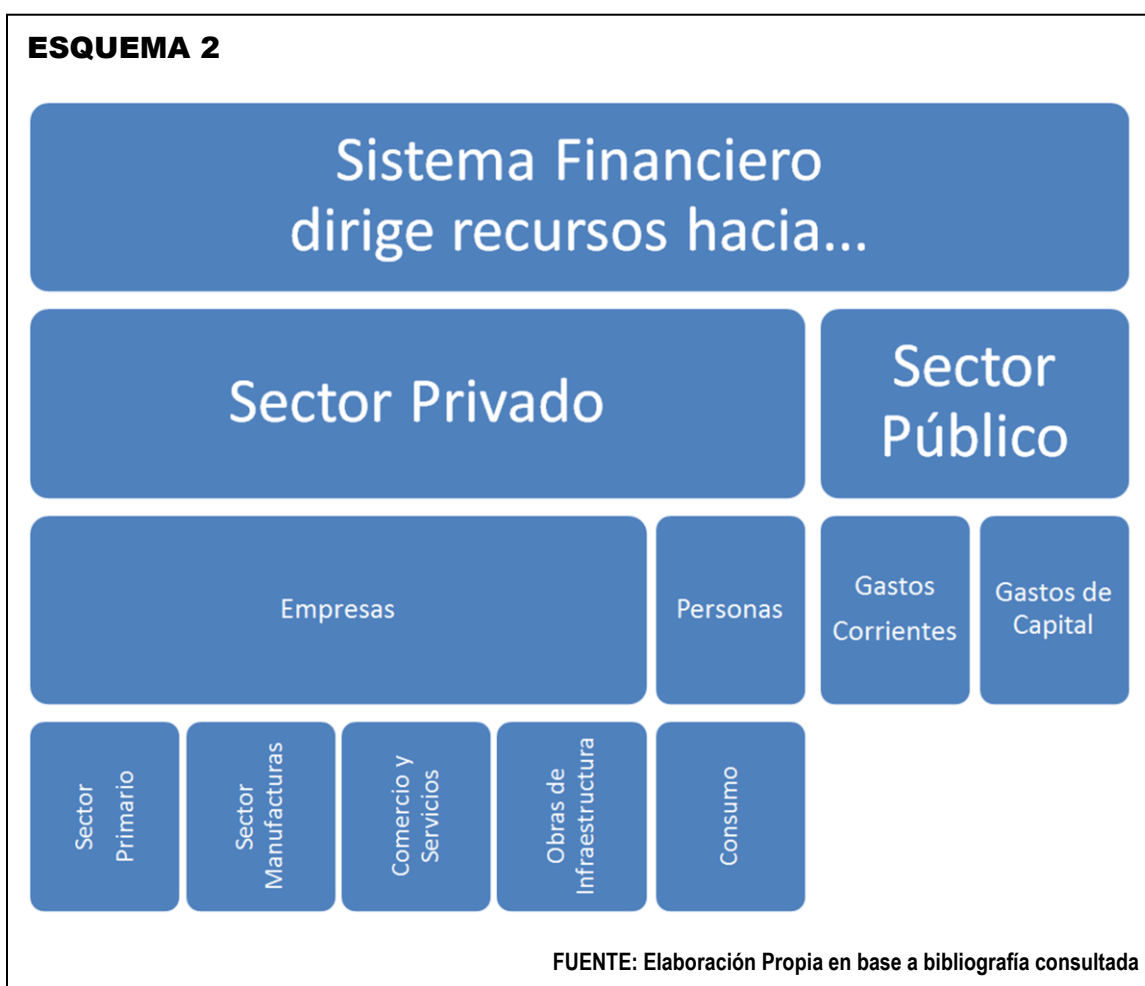 ESQUEMA 2
Sistema Financiero
dirige recursos hacia...
Sector Privado
Sector
Público
Empresas
Personas
Gastos
Corrientes
Gastos de
Capital
Sector
Primario
Sector
Manufacturas
Comercio y
Servicios
Obras de
Infraestructura
Consumo
FUENTE: Elaboración Propia en base a bibliografía consultada